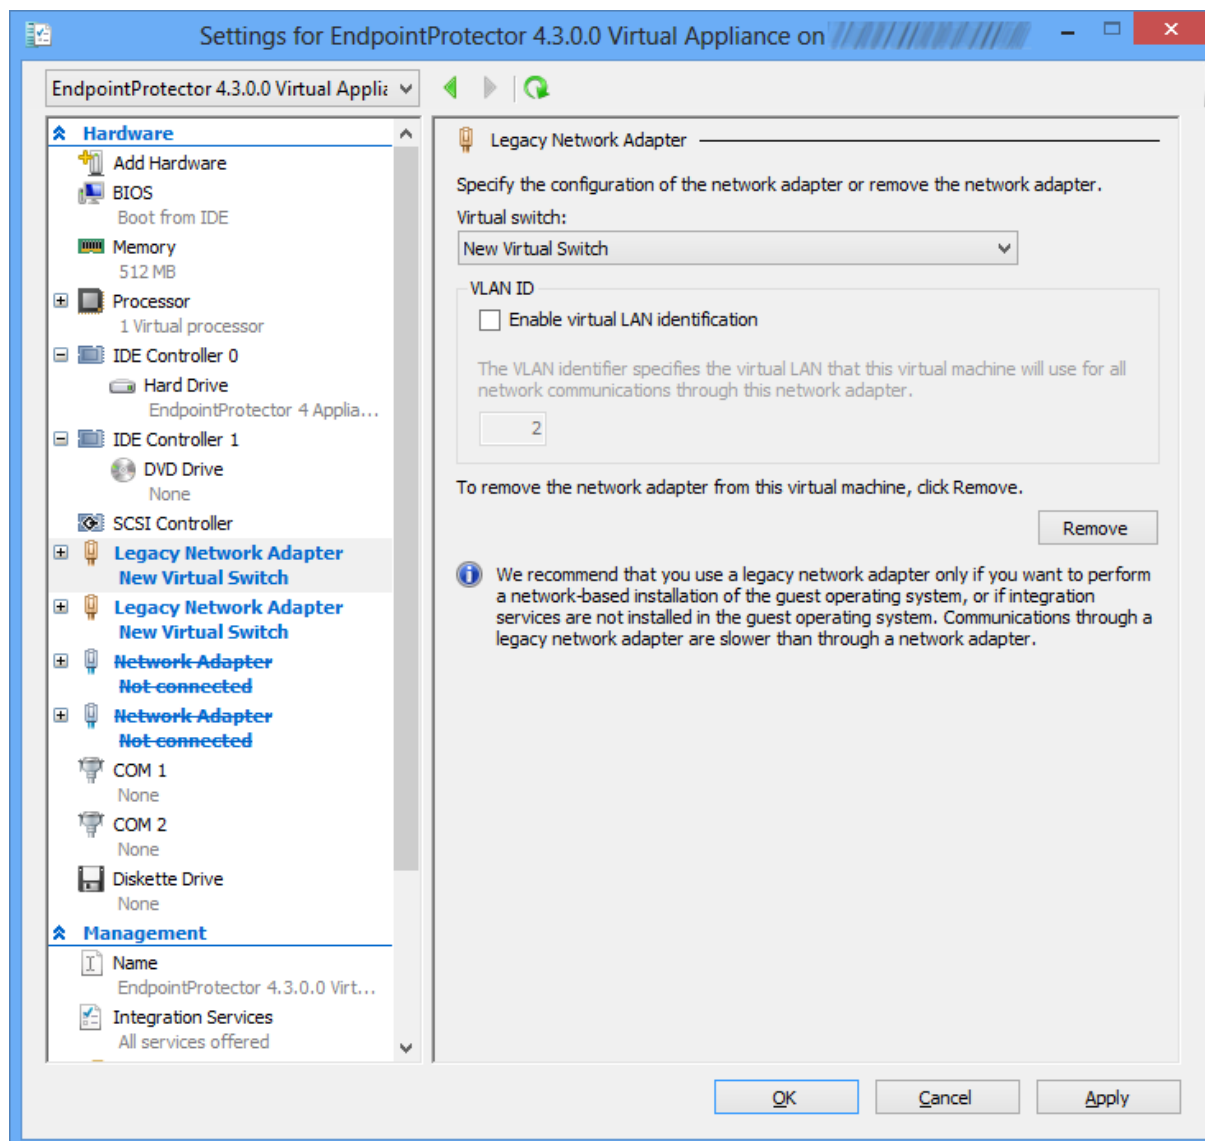 Settings for EndpointProtector 4.3.0.0 Virtual Appliance on
EndpointProtector 4.3.0.0 Virtual Applia
Hardware
Add Hardware
BIOS
Boot from IDE
Memory
512 MB
Processor
1 Virtual processor
IDE Controller 0
Hard Drive
EndpointProtector 4 Applia...
IDE Controller 1
DVD Drive
None
SCSI Controller
Legacy Network Adapter
New Virtual Switch
Legacy Network Adapter
New Virtual Switch
Network Adapter
Not connected
Network Adapter
Not connected
COM 1
None
COM 2
None
Diskette Drive
None
Management
Name
EndpointProtector 4.3.0.0 Virt...
Integration Services
All services offered
Legacy Network Adapter
Specify the configuration of the network adapter or remove the network adapter.
Virtual switch:
New Virtual Switch
VLAN ID
Enable virtual LAN identification
The VLAN identifier specifies the virtual LAN that this virtual machine will use for all
network communications through this network adapter.
2
To remove the network adapter from this virtual machine, click Remove.
Remove
We recommend that you use a legacy network adapter only if you want to perform
a network-based installation of the guest operating system, or if integration
services are not installed in the guest operating system. Communications through a
legacy network adapter are slower than through a network adapter.
OK
Cancel
Apply